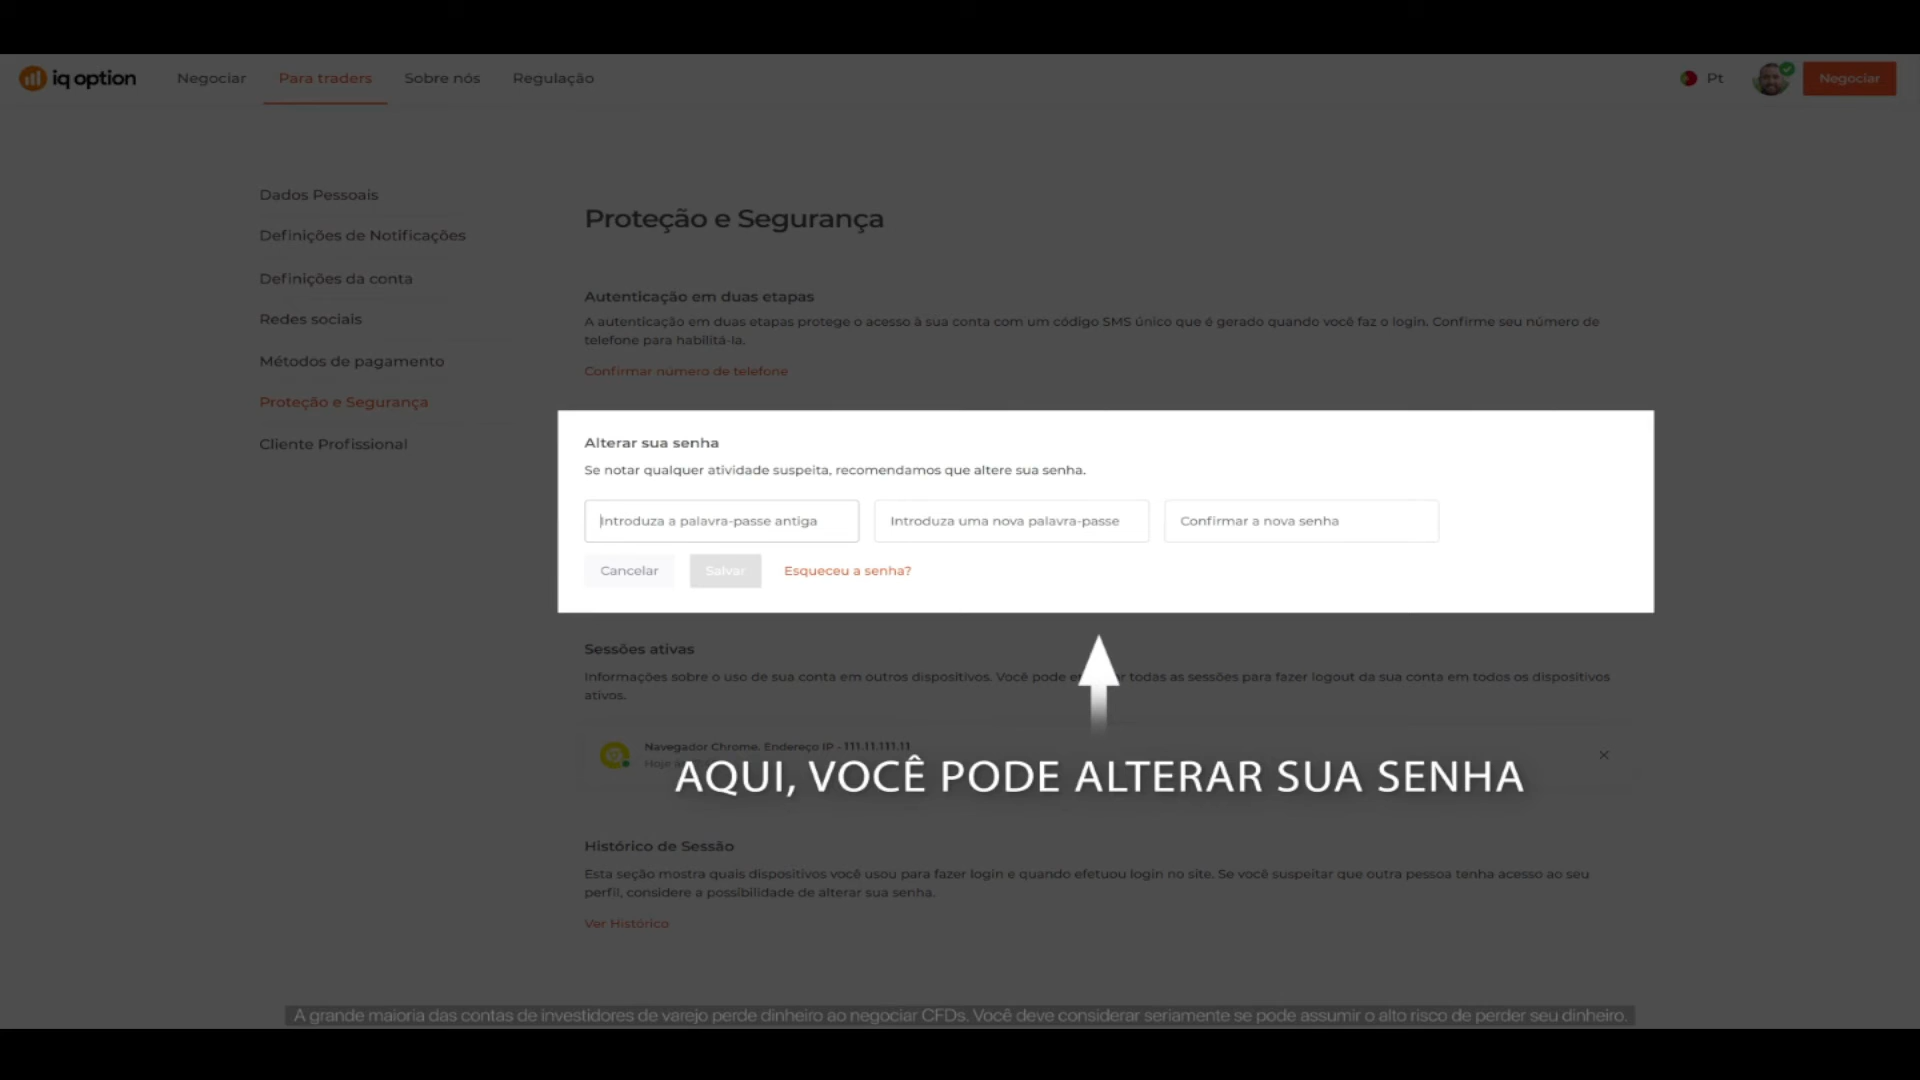 iq option
Negociar
Para traders
Sobre nós
Regulação
Pt
Negociar
Dados Pessoais
Definições de Notificações
Definições da conta
Redes sociais
Métodos de pagamento
Proteção e Segurança
Cliente Profissional
Proteção e Segurança
Autenticação em duas etapas
A autenticação em duas etapas protege o acesso à sua conta com um código SMS único que é gerado quando você faz o login. Confirme seu número de
telefone para habilitá-la.
Confirmar número de telefone
Alterar sua senha
Se notar qualquer atividade suspeita, recomendamos que altere sua senha.
Introduza a palavra-passe antiga
Introduza uma nova palavra-passe
Confirmar a nova senha
Cancelar
Salvar
Esqueceu a senha?
Sessões ativas
Informações sobre o uso de sua conta em outros dispositivos. Você pode todas as sessões para fazer logout da sua conta em todos os dispositivos
ativos.
Navegador Chrome. Endereço IP - 111.11.111.11
Hoje
AQUI, VOCÊ PODE ALTERAR SUA SENHA
Histórico de Sessão
Esta seção mostra quais dispositivos você usou para fazer login e quando efetuou login no site. Se você suspeitar que outra pessoa tenha acesso ao seu
perfil, considere a possibilidade de alterar sua senha.
Ver Histórico
A grande maioria das contas de investidores de varejo perde dinheiro ao negociar CFDs. Você deve considerar seriamente se pode assumir o alto risco de perder seu dinheiro.